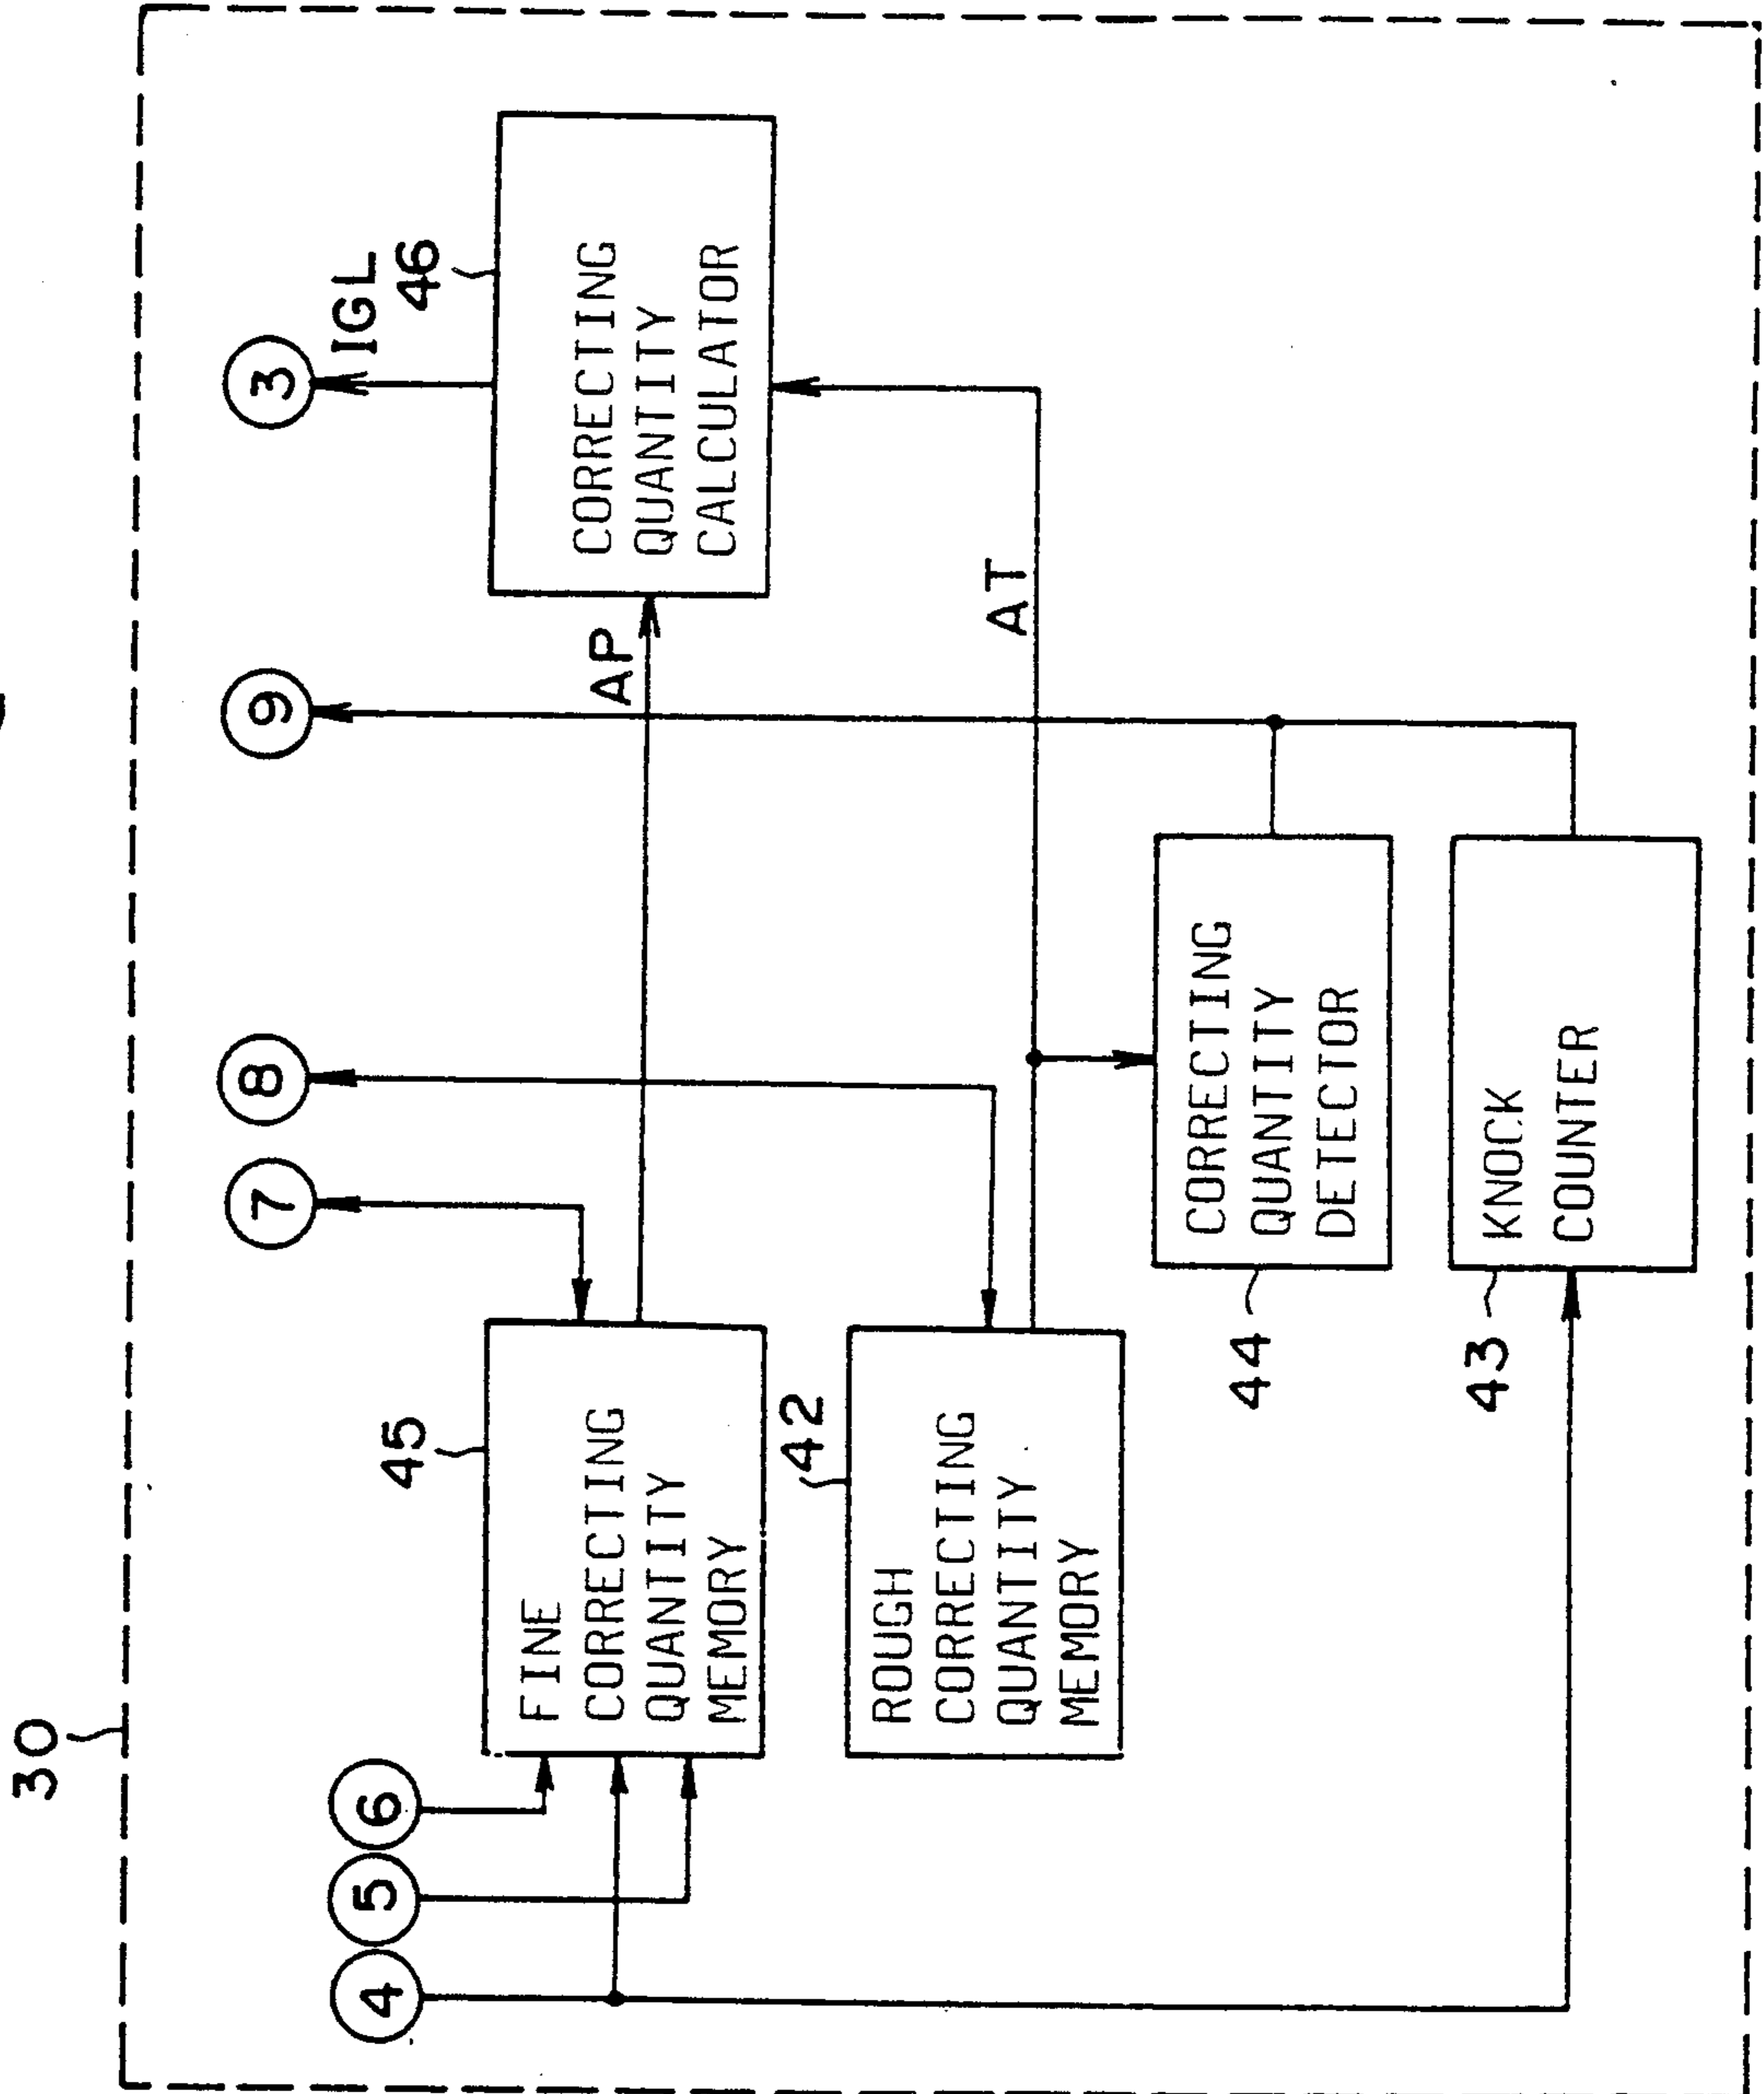 30
4
5
6
7
8
9
3
IGL
45
FINE
CORRECTING
QUANTITY
MEMORY
AP
46
CORRECTING
QUANTITY
CALCULATOR
42
ROUGH
CORRECTING
QUANTITY
MEMORY
AT
44
CORRECTING
QUANTITY
DETECTOR
43
KNOCK
COUNTER